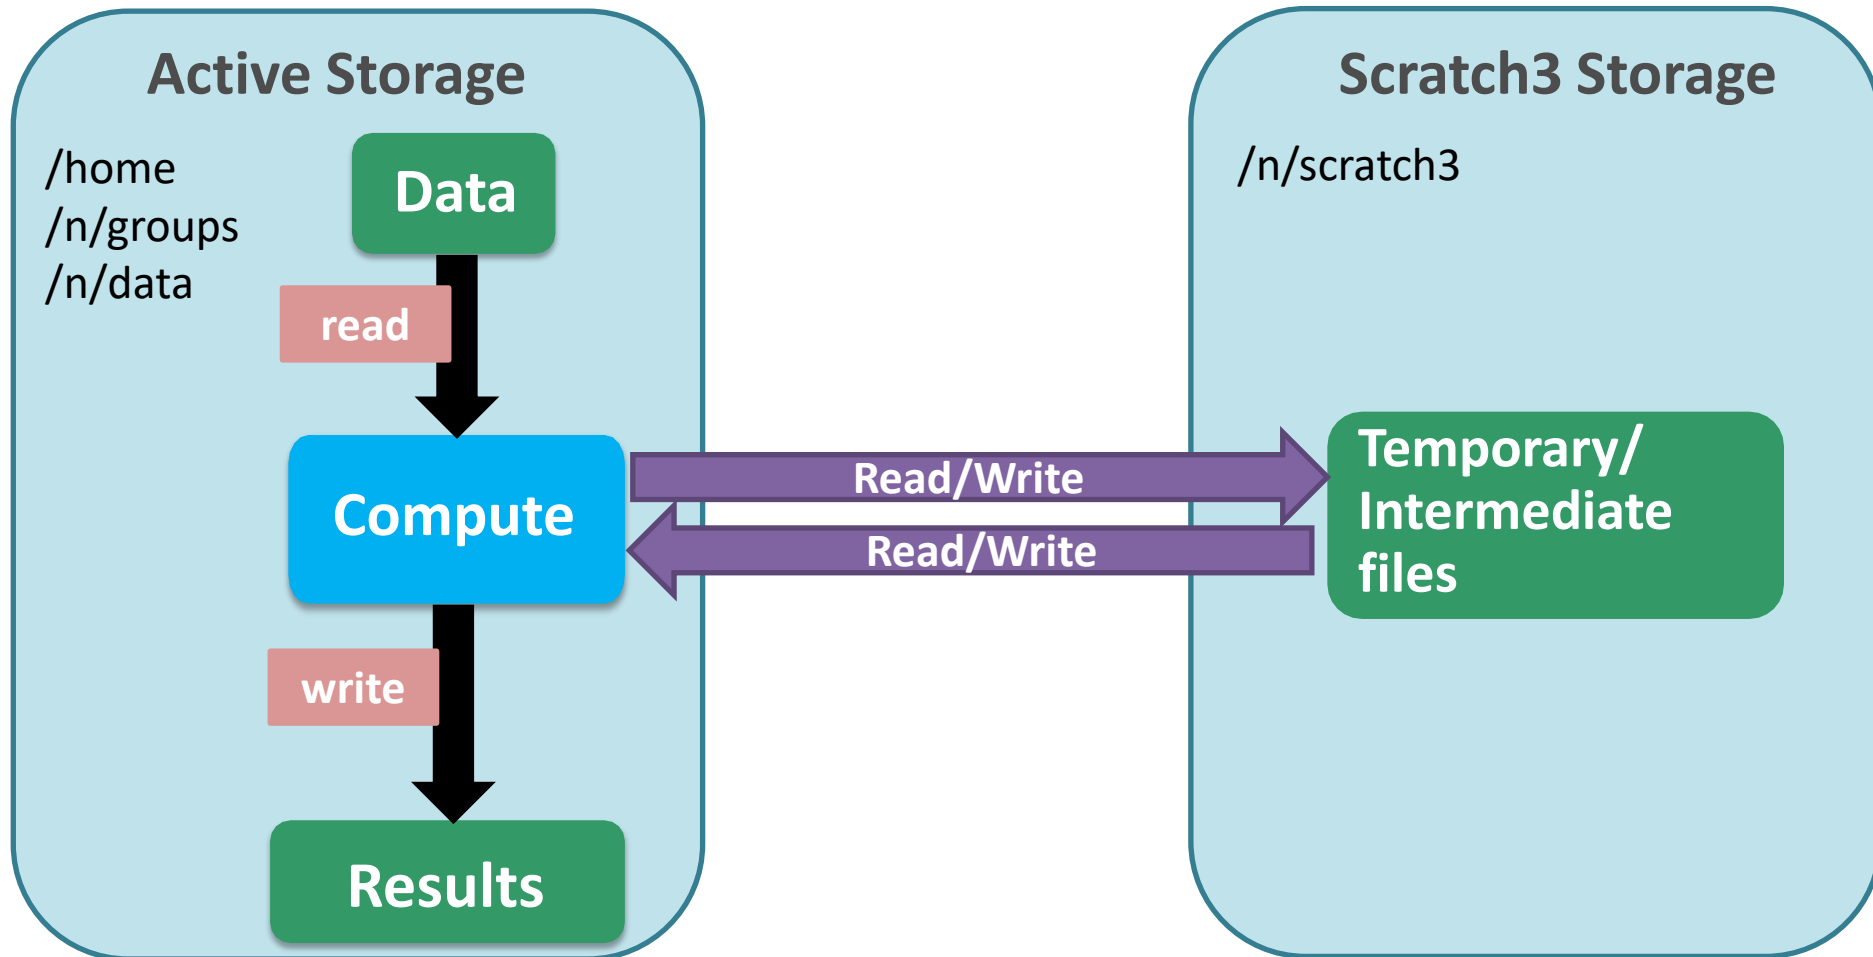 Active Storage
/home
/n/groups
/n/data
Data
read
Compute
write
Results
Read/Write
Read/Write
Scratch3 Storage
/n/scratch3
Temporary/
Intermediate
files